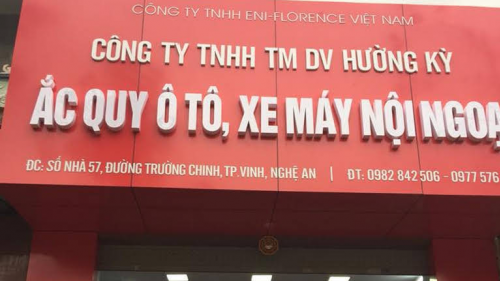 CÔNG TY TNHH ENI-FLORENCE VIỆT NAM
CÔNG TY TNHH TM DV HƯỜNG KỲ
ẮC QUY Ô TÔ, XE MÁY NỘI NGOẠ
ĐC: SỐ NHÀ 57, ĐƯỜNG TRƯỜNG CHINH, TP.VINH, NGHỆ AN | ĐT: 0982 842 506 - 0977 576